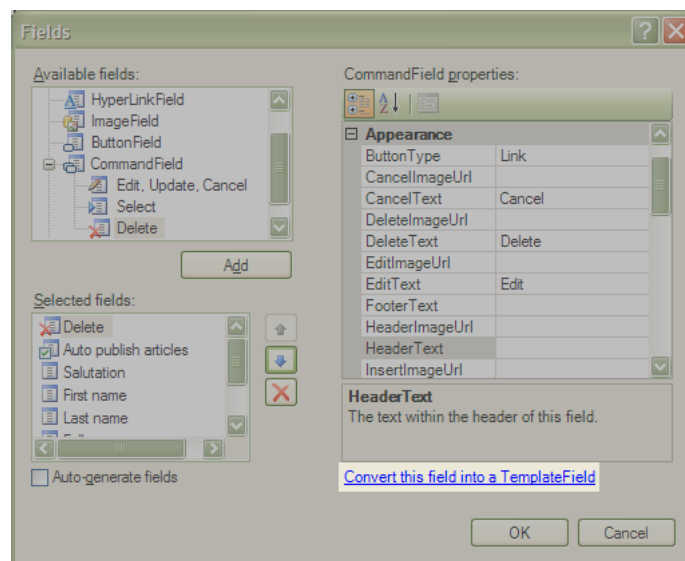 Fields
Available fields:
HyperLinkField
ImageField
ButtonField
CommandField
Edit, Update, Cancel
Select
Delete
Add
Selected fields:
Delete
Auto publish articles
Salutation
First name
Last name
Auto-generate fields
CommandField properties:
Appearance
ButtonType Link
CancelImageUrl
CancelText Cancel
DeleteImageUrl
DeleteText Delete
EditImageUrl
EditText Edit
FooterText
HeaderImageUrl
HeaderText
InsertImageUrl
HeaderText
The text within the header of this field.
Convert this field into a TemplateField
OK Cancel